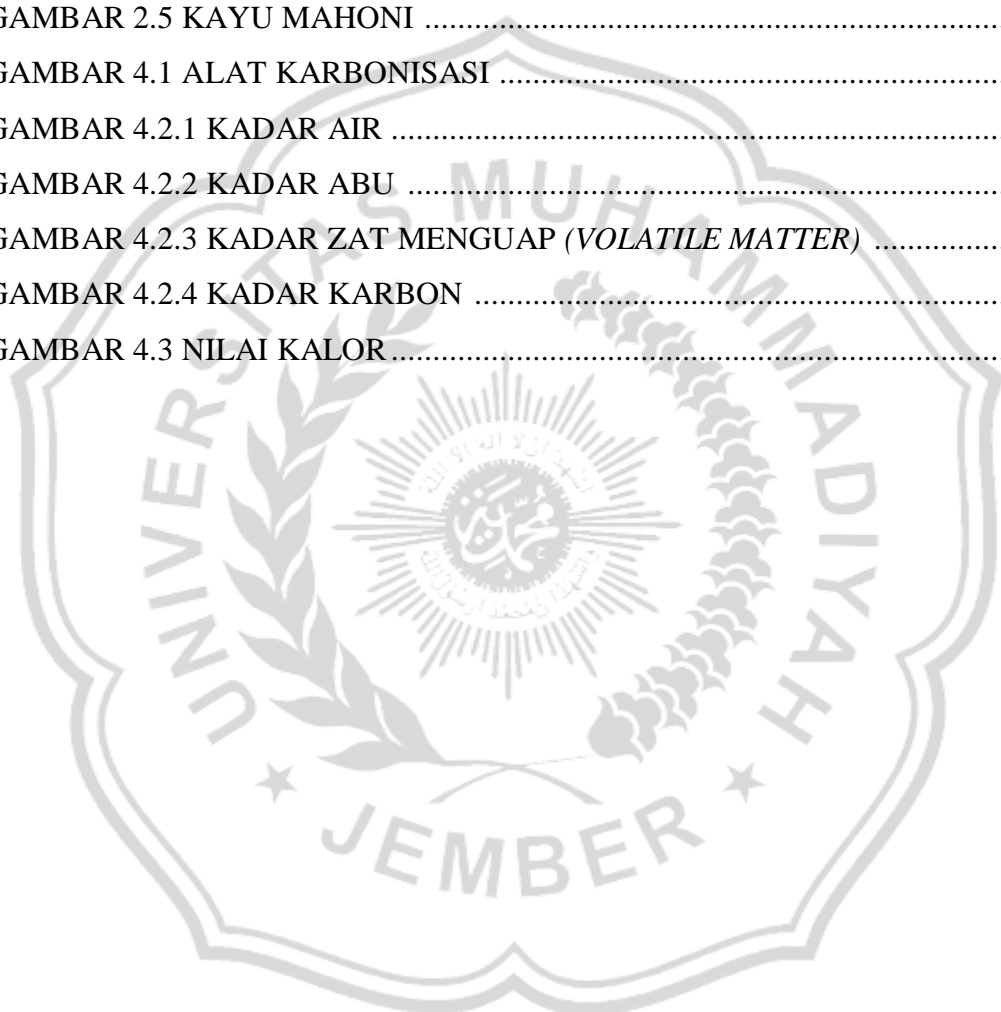 GAMBAR 2.5 KAYU MAHONI ........................................................................
GAMBAR 4.1 ALAT KARBONISASI ..............................................................
GAMBAR 4.2.1 KADAR AIR ............................................................................
GAMBAR 4.2.2 KADAR ABU ..........................................................................
GAMBAR 4.2.3 KADAR ZAT MENGUAP (VOLATILE MATTER) ................
GAMBAR 4.2.4 KADAR KARBON .................................................................
GAMBAR 4.3 NILAI KALOR............................................................................
UNIVERSITAS MUHAMMADIYAH
JEMBER